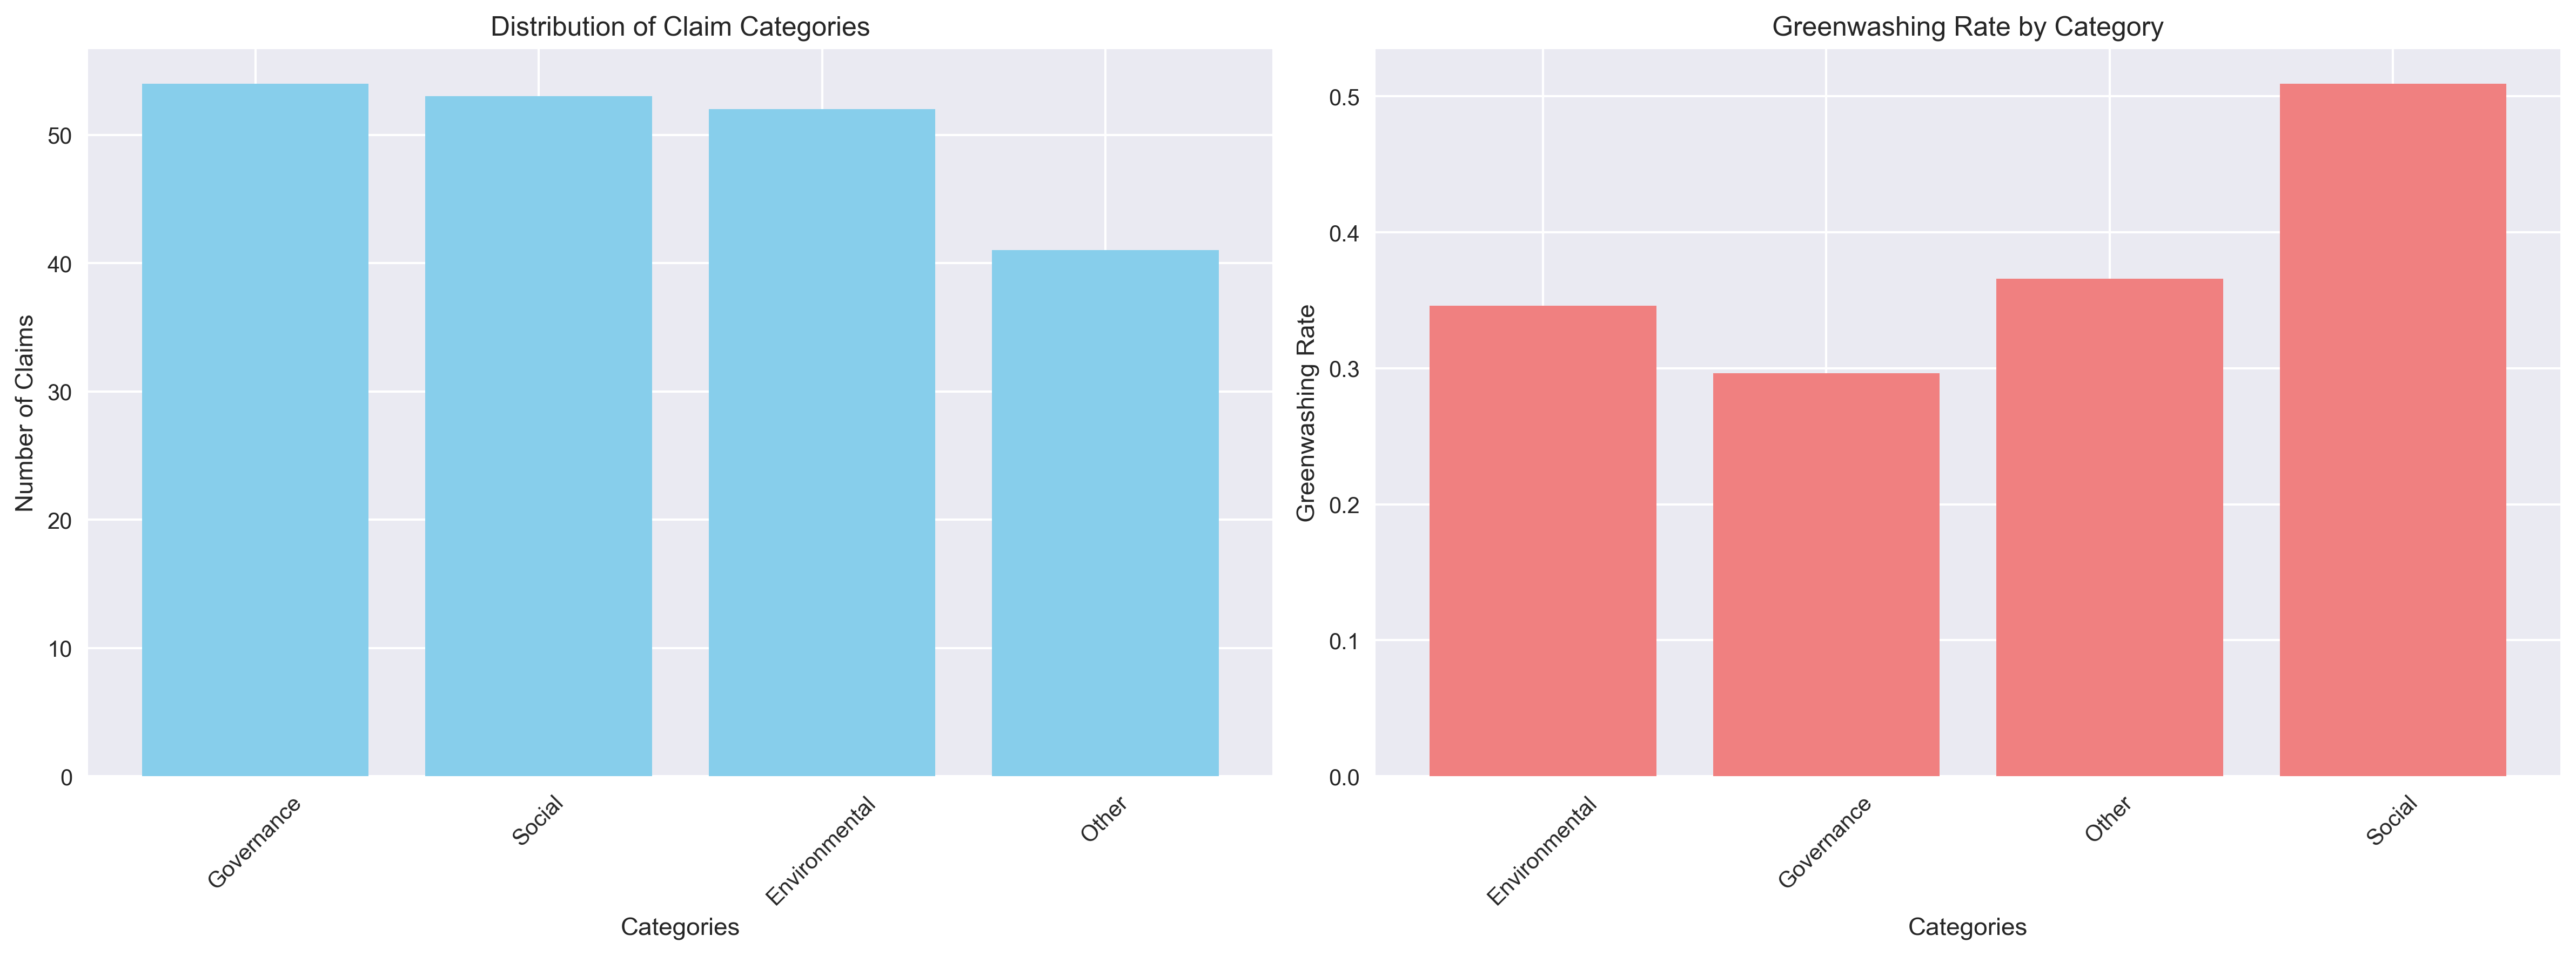 Distribution of Claim Categories
Number of Claims
50
40
30
20
10
0
Governance
Social
Environmental
Other
Categories
Greenwashing Rate by Category
Greenwashing Rate
0.5
0.4
0.3
0.2
0.1
0.0
Environmental
Governance
Other
Social
Categories